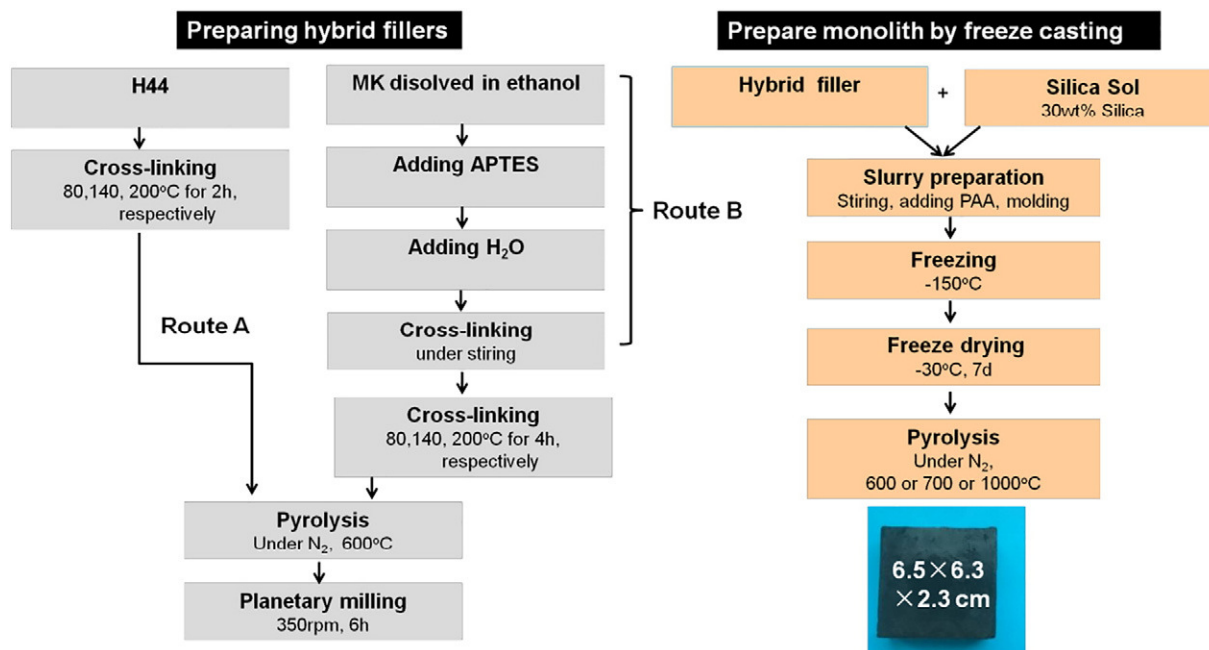 Preparing hybrid fillers
H44
Cross-linking
80,140, 200°C for 2h,
respectively
Route A
MK disolved in ethanol
Adding APTES
Adding H₂O
Cross-linking
under stiring
Route B
Cross-linking
80,140, 200°C for 4h,
respectively
Pyrolysis
Under N₂, 600°C
Planetary milling
350rpm, 6h
Prepare monolith by freeze casting
Hybrid filler
+
Silica Sol
30wt% Silica
Slurry preparation
Stiring, adding PAA, molding
Freezing
-150°C
Freeze drying
-30°C, 7d
Pyrolysis
Under N₂,
600 or 700 or 1000°C
6.5×6.3
×2.3 cm